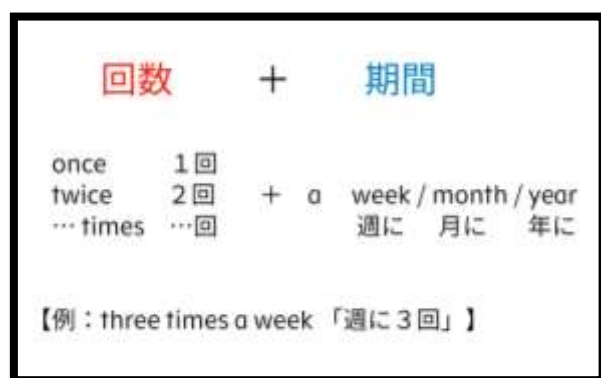 回数 + 期間
once 1回
twice 2回 + a week / month / year
… times …回 週に 月に 年に
【例：three times a week 「週に3回」】